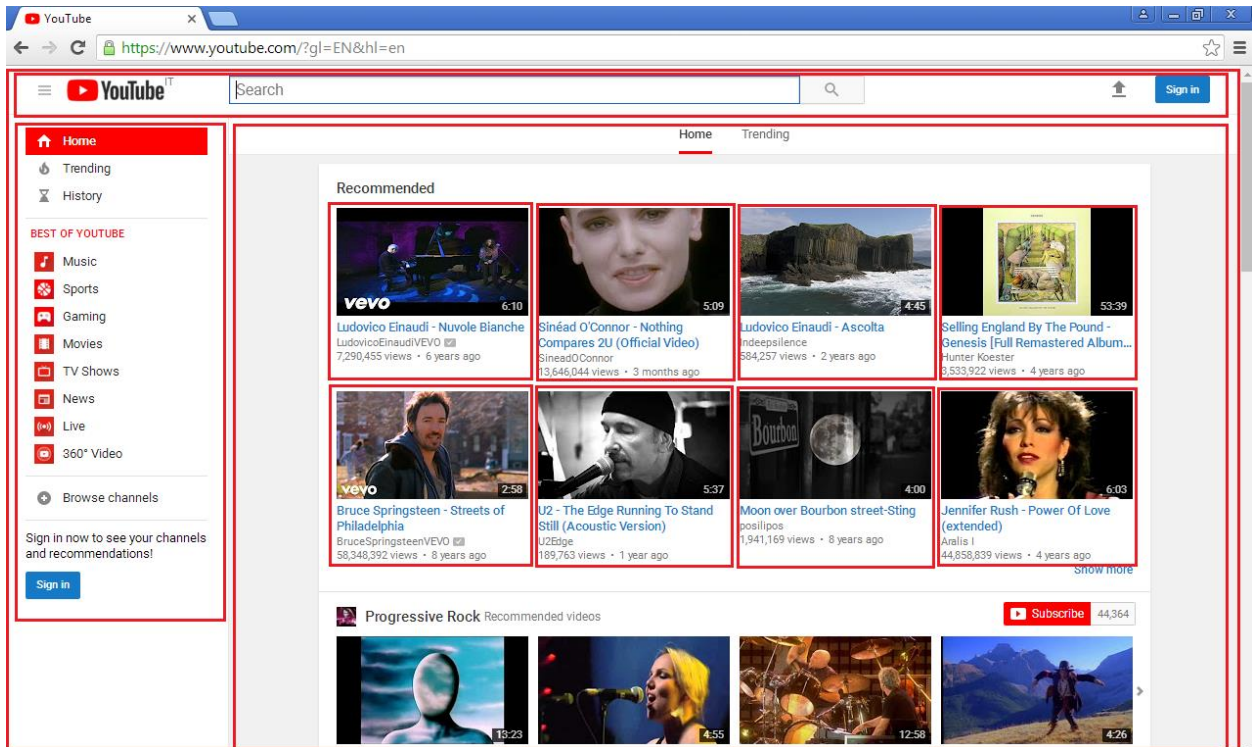 YouTube
https://www.youtube.com/?gl=EN&hl=en
YouTube IT
Search
Sign in
Home
Trending
History
BEST OF YOUTUBE
Music
Sports
Gaming
Movies
TV Shows
News
Live
360° Video
Browse channels
Sign in now to see your channels
and recommendations!
Sign in
Home Trending
Recommended
vevo 6:10
Ludovico Einaudi - Nuvole Bianche
LudovicoEinaudiVEVO
7,290,455 views • 6 years ago
5:09
Sinéad O'Connor - Nothing
Compares 2U (Official Video)
SineadOConnor
13,646,044 views • 3 months ago
4:45
Ludovico Einaudi - Ascolta
Indeepsilence
584,257 views • 2 years ago
53:39
Selling England By The Pound -
Genesis [Full Remastered Album...
Hunter Koester
3,533,922 views • 4 years ago
vevo 2:58
Bruce Springsteen - Streets of
Philadelphia
BruceSpringsteenVEVO
58,348,392 views • 8 years ago
5:37
U2 - The Edge Running To Stand
Still (Acoustic Version)
U2Edge
189,763 views • 1 year ago
Bourbon
4:00
Moon over Bourbon street-Sting
posilipos
1,941,169 views • 8 years ago
6:03
Jennifer Rush - Power Of Love
(extended)
Aralis I
44,858,839 views • 4 years ago
Show more
Progressive Rock Recommended videos
Subscribe 44,364
13:23
4:55
12:58
4:26